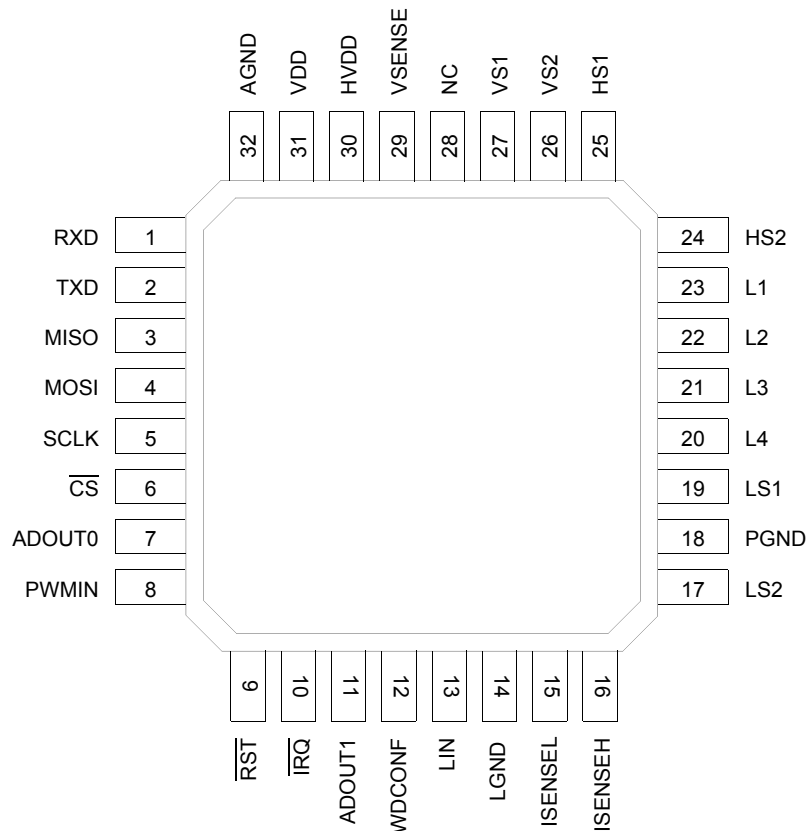 AGND
VDD
HVDD
VSENSE
NC
VS1
VS2
HS1
32
31
30
29
28
27
26
25
RXD 1
TXD 2
MISO 3
MOSI 4
SCLK 5
C̅S̅ 6
ADOUT0 7
PWMIN 8
24 HS2
23 L1
22 L2
21 L3
20 L4
19 LS1
18 PGND
17 LS2
9
10
11
12
13
14
15
16
R̅S̅T̅
I̅R̅Q̅
ADOUT1
WDCONF
LIN
LGND
ISENSEL
ISENSEH